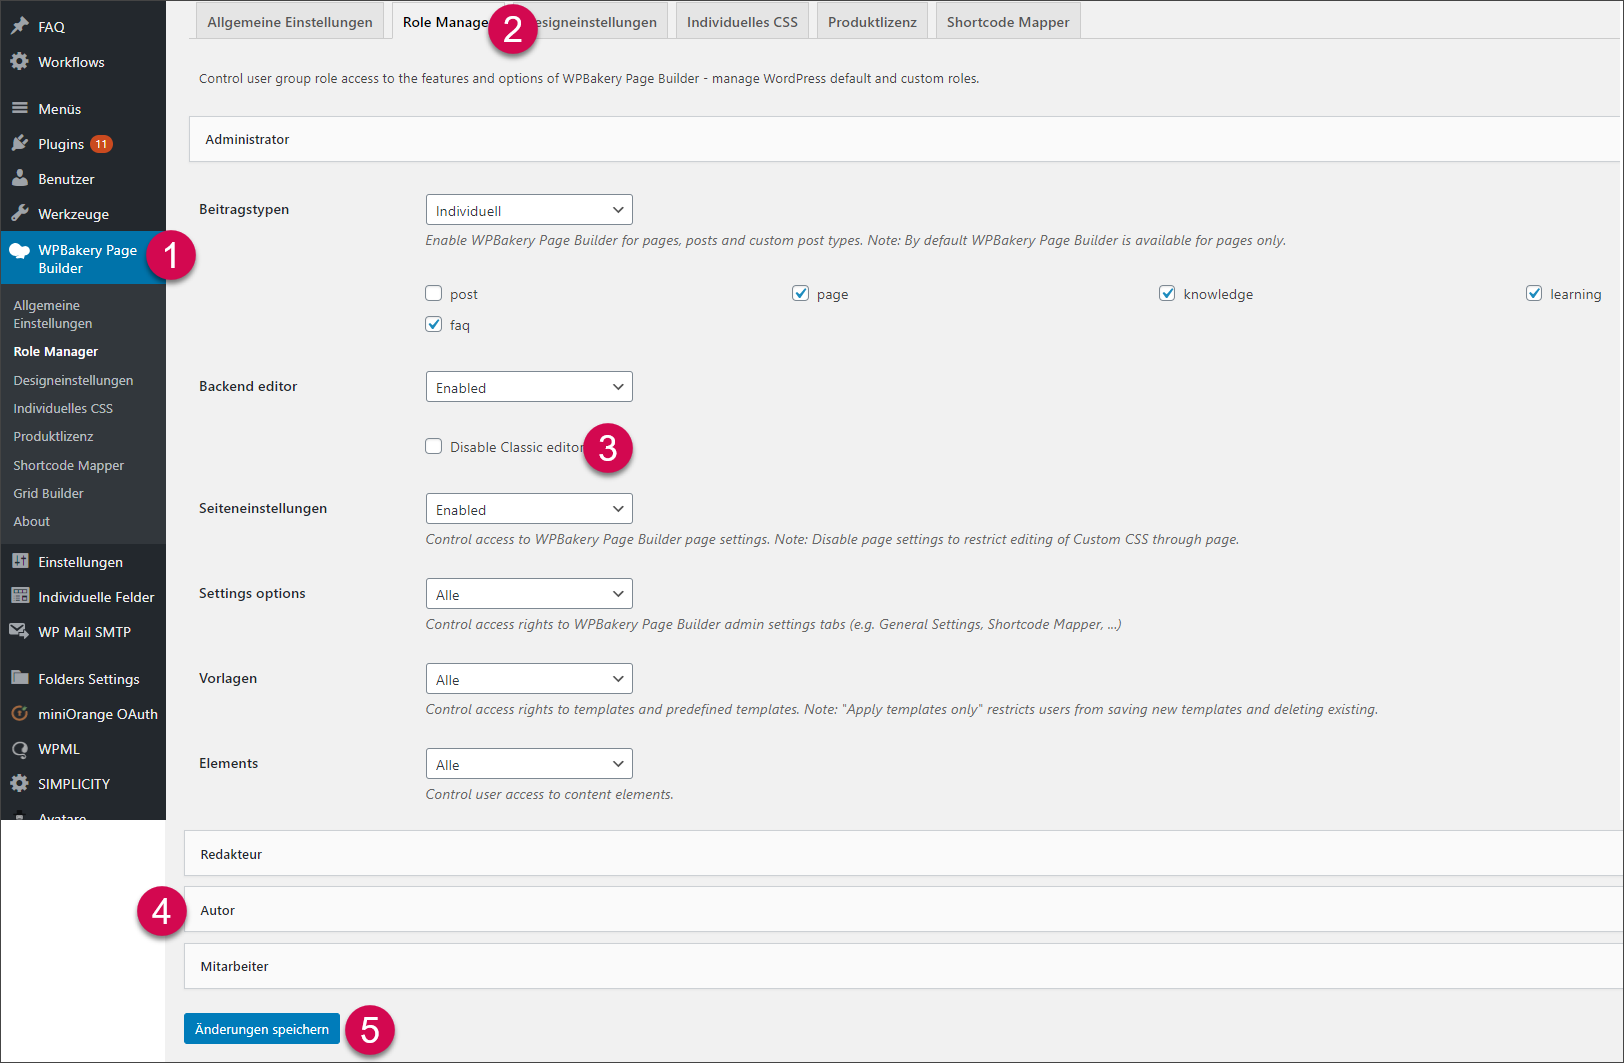 FAQ
Workflows
Menüs
Plugins 11
Benutzer
Werkzeuge
WPBakery Page
Builder
1
Allgemeine
Einstellungen
Role Manager
Designeinstellungen
Individuelles CSS
Produktlizenz
Shortcode Mapper
Grid Builder
About
Einstellungen
Individuelle Felder
WP Mail SMTP
Folders Settings
miniOrange OAuth
WPML
SIMPLICITY
Avatare
Allgemeine Einstellungen Role Manage 2 esigneinstellungen Individuelles CSS Produktlizenz Shortcode Mapper
Control user group role access to the features and options of WPBakery Page Builder - manage WordPress default and custom roles.
Administrator
Beitragstypen Individuell
Enable WPBakery Page Builder for pages, posts and custom post types. Note: By default WPBakery Page Builder is available for pages only.
post page knowledge learning
faq
Backend editor Enabled
Disable Classic editor 3
Seiteneinstellungen Enabled
Control access to WPBakery Page Builder page settings. Note: Disable page settings to restrict editing of Custom CSS through page.
Settings options Alle
Control access rights to WPBakery Page Builder admin settings tabs (e.g. General Settings, Shortcode Mapper, ...)
Vorlagen Alle
Control access rights to templates and predefined templates. Note: "Apply templates only" restricts users from saving new templates and deleting existing.
Elements Alle
Control user access to content elements.
Redakteur
4 Autor
Mitarbeiter
Änderungen speichern 5